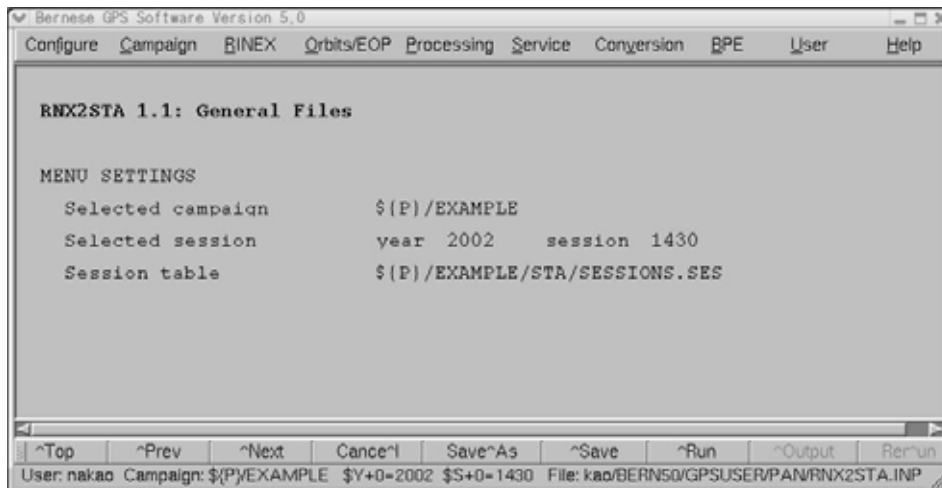 Bernese GPS Software Version 5.0
Configure Campaign RINEX Orbits/EOP Processing Service Conversion BPE User Help
RNX2STA 1.1: General Files
MENU SETTINGS
Selected campaign ${P}/EXAMPLE
Selected session year 2002 session 1430
Session table ${P}/EXAMPLE/STA/SESSIONS.SES
^Top ^Prev ^Next Cance^l Save^As ^Save ^Run ^Output Rer^un
User: nakao Campaign: ${P}/EXAMPLE $Y+0=2002 $S+0=1430 File: kao/BERN50/GPSUSER/PAN/RNX2STA.INP